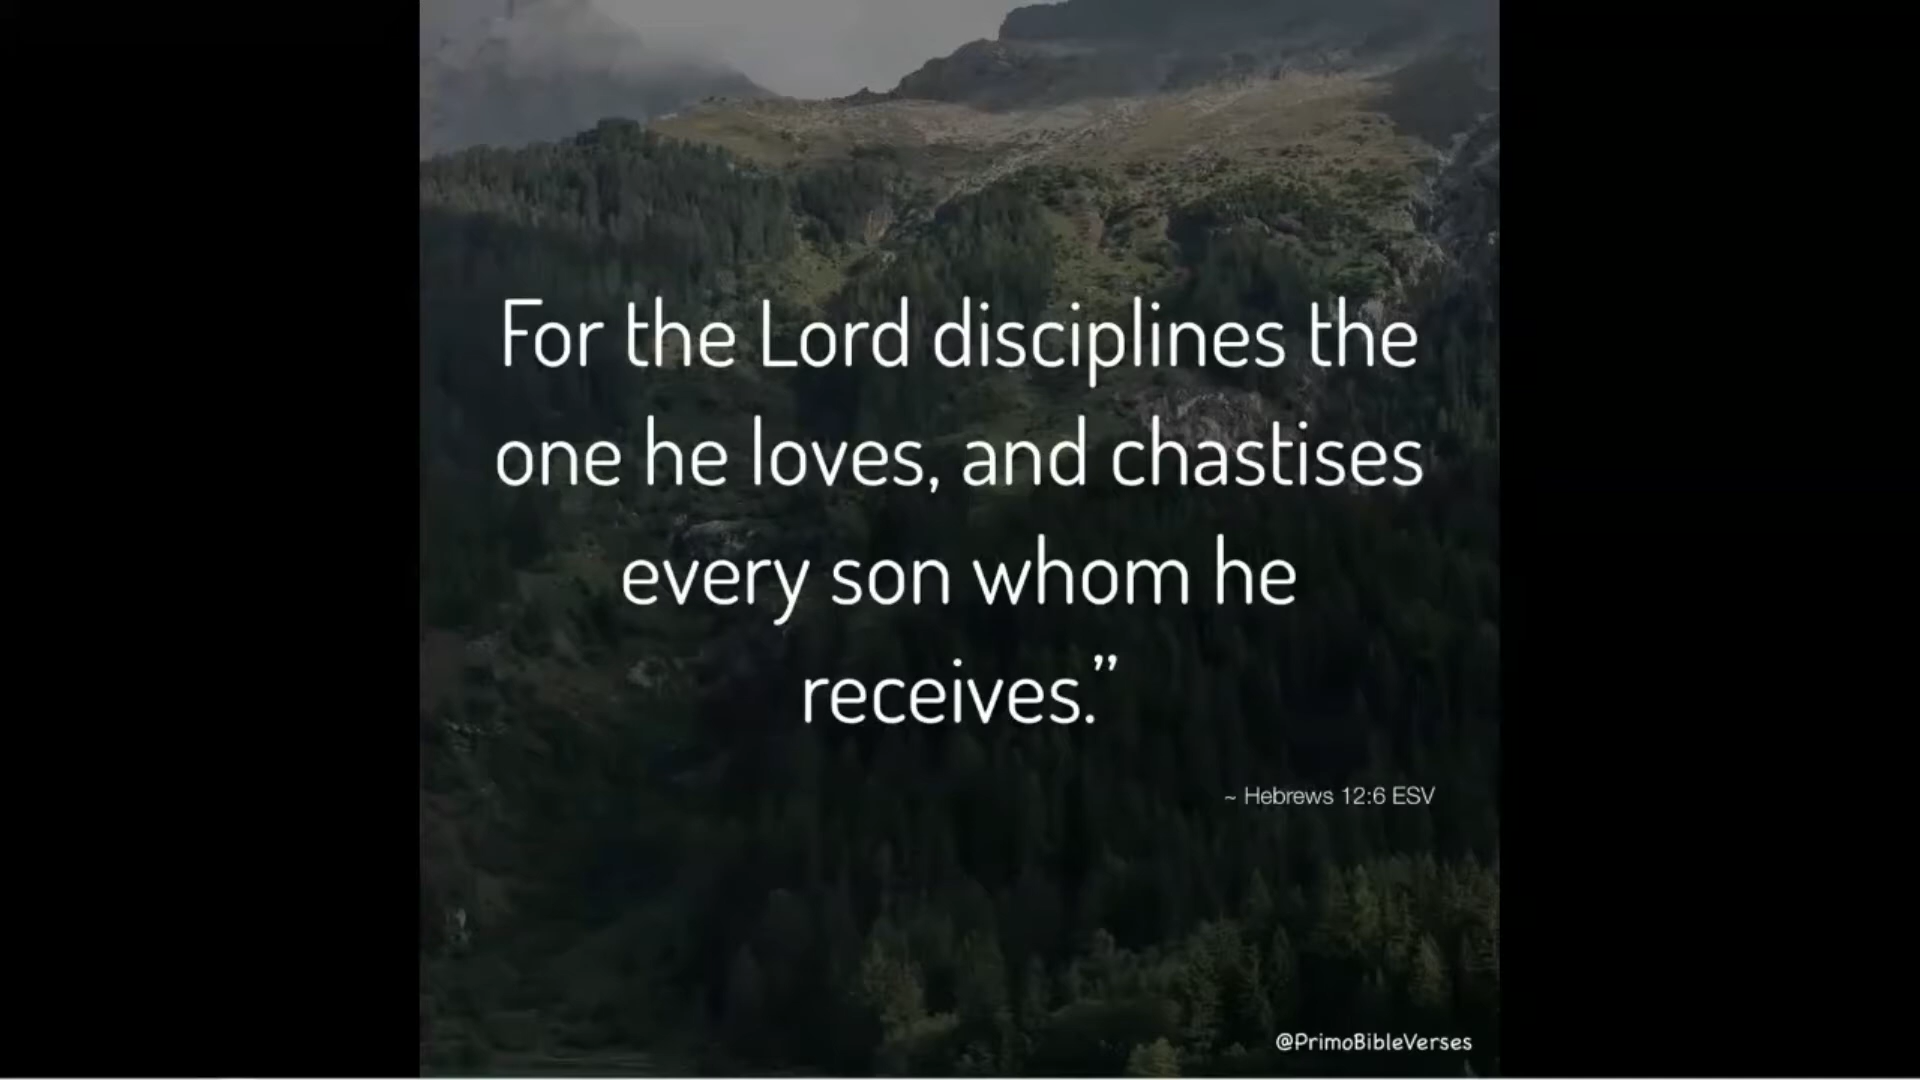 For the Lord disciplines the
one he loves, and chastises
every son whom he
receives.”
~ Hebrews 12:6 ESV
@PrimoBibleVerses